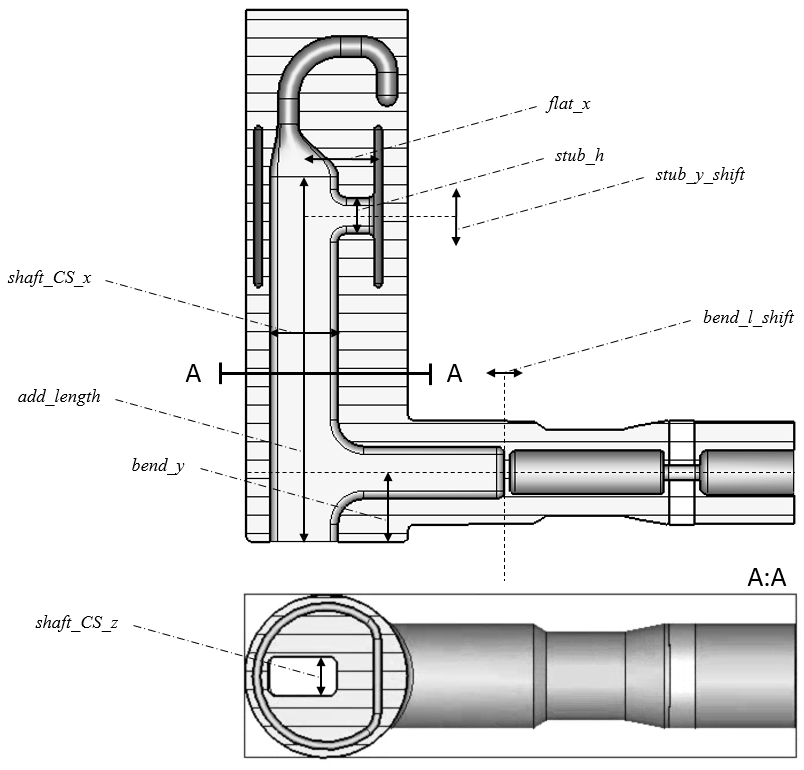 flat_x
stub_h
stub_y_shift
shaft_CS_x
bend_l_shift
A
A
add_length
bend_y
A:A
shaft_CS_z